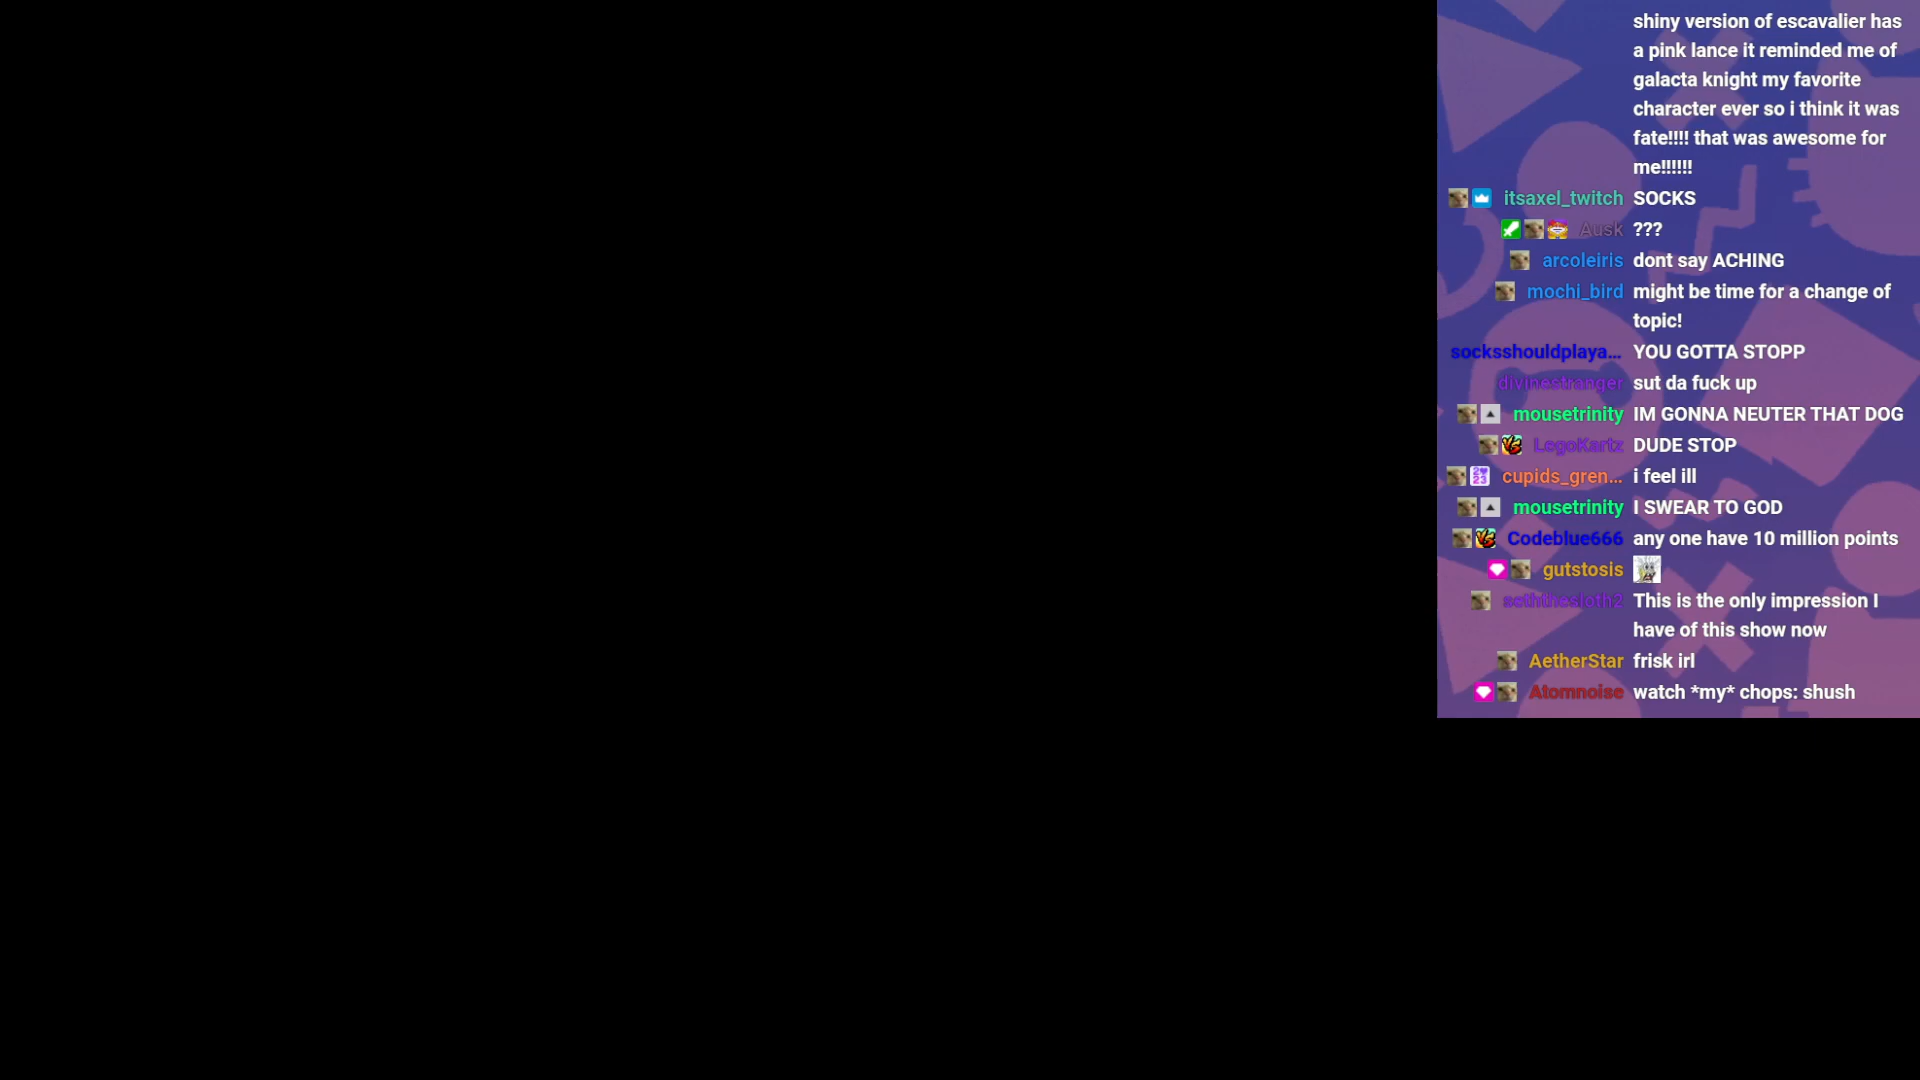 shiny version of escavalier has
a pink lance it reminded me of
galacta knight my favorite
character ever so i think it was
fate!!!! that was awesome for
me!!!!!!
itsaxel_twitch SOCKS
Ausk ???
arcoleiris dont say ACHING
mochi_bird might be time for a change of
topic!
socksshouldplaya… YOU GOTTA STOPP
divinestranger sut da fuck up
mousetrinity IM GONNA NEUTER THAT DOG
LegoKartz DUDE STOP
cupids_gren… i feel ill
mousetrinity I SWEAR TO GOD
Codeblue666 any one have 10 million points
gutstosis
seththesloth2 This is the only impression I
have of this show now
AetherStar frisk irl
Atomnoise watch *my* chops: shush